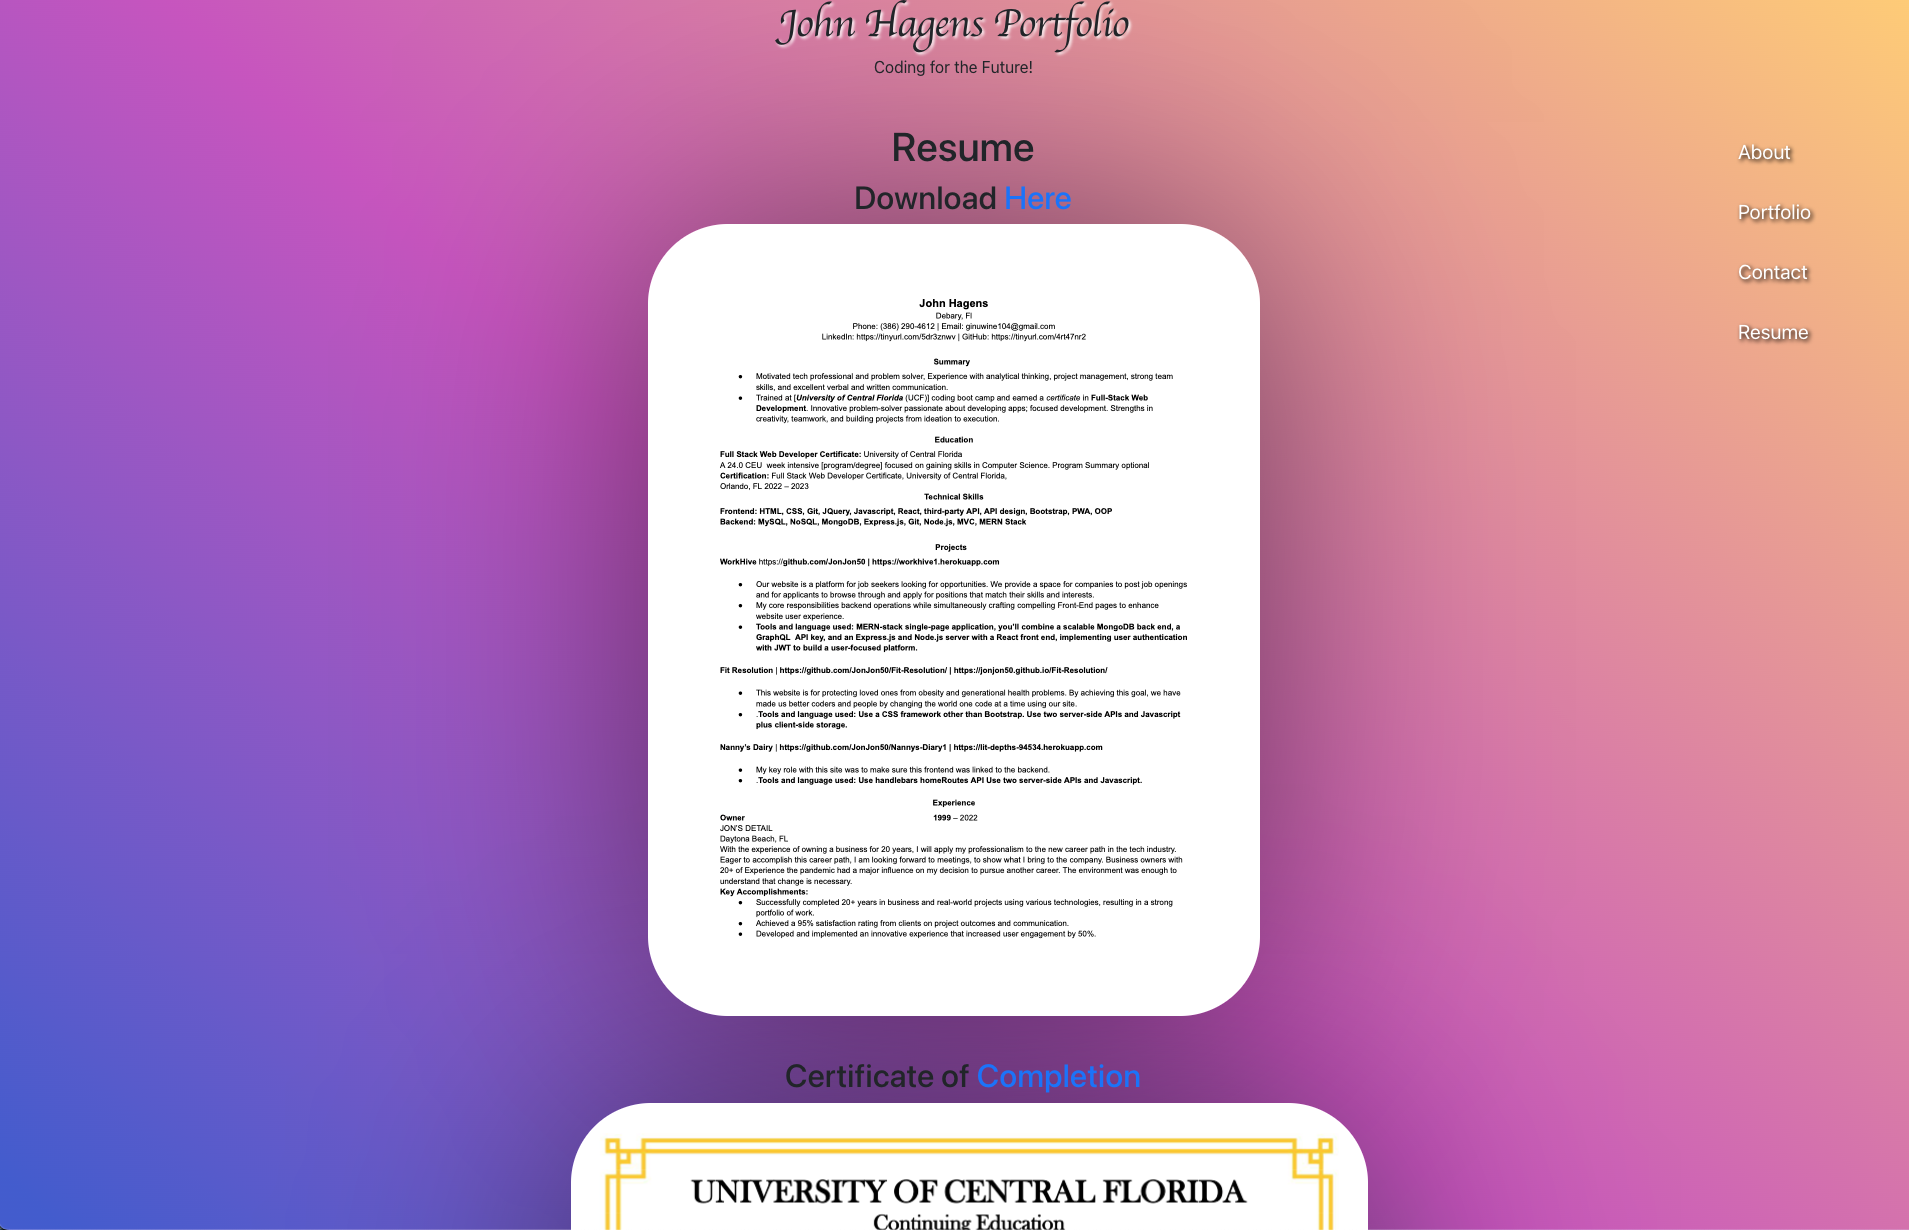 John Hagens Portfolio
Coding for the Future!
Resume
Download Here
About
Portfolio
Contact
Resume
John Hagens
Debary, Fl
Phone: (386) 290-4612 | Email: ginuwine104@gmail.com
LinkedIn: https://tinyurl.com/5dr3znwv | GitHub: https://tinyurl.com/4rt47nr2
Summary
● Motivated tech professional and problem solver, Experience with analytical thinking, project management, strong team
skills, and excellent verbal and written communication.
● Trained at [University of Central Florida (UCF)] coding boot camp and earned a certificate in Full-Stack Web
Development. Innovative problem-solver passionate about developing apps; focused development. Strengths in
creativity, teamwork, and building projects from ideation to execution.
Education
Full Stack Web Developer Certificate: University of Central Florida
A 24.0 CEU  week intensive [program/degree] focused on gaining skills in Computer Science. Program Summary optional
Certification: Full Stack Web Developer Certificate, University of Central Florida,
Orlando, FL 2022 – 2023
Technical Skills
Frontend: HTML, CSS, Git, JQuery, Javascript, React, third-party API, API design, Bootstrap, PWA, OOP
Backend: MySQL, NoSQL, MongoDB, Express.js, Git, Node.js, MVC, MERN Stack
Projects
WorkHive https://github.com/JonJon50 | https://workhive1.herokuapp.com
● Our website is a platform for job seekers looking for opportunities. We provide a space for companies to post job openings
and for applicants to browse through and apply for positions that match their skills and interests.
● My core responsibilities backend operations while simultaneously crafting compelling Front-End pages to enhance
website user experience.
● Tools and language used: MERN-stack single-page application, you'll combine a scalable MongoDB back end, a
GraphQL  API key, and an Express.js and Node.js server with a React front end, implementing user authentication
with JWT to build a user-focused platform.
Fit Resolution | https://github.com/JonJon50/Fit-Resolution/ | https://jonjon50.github.io/Fit-Resolution/
● This website is for protecting loved ones from obesity and generational health problems. By achieving this goal, we have
made us better coders and people by changing the world one code at a time using our site.
● .Tools and language used: Use a CSS framework other than Bootstrap. Use two server-side APIs and Javascript
plus client-side storage.
Nanny's Dairy | https://github.com/JonJon50/Nannys-Diary1 | https://lit-depths-94534.herokuapp.com
● My key role with this site was to make sure this frontend was linked to the backend.
● .Tools and language used: Use handlebars homeRoutes API Use two server-side APIs and Javascript.
Experience
Owner 1999 – 2022
JON'S DETAIL
Daytona Beach, FL
With the experience of owning a business for 20 years, I will apply my professionalism to the new career path in the tech industry.
Eager to accomplish this career path, I am looking forward to meetings, to show what I bring to the company. Business owners with
20+ of Experience the pandemic had a major influence on my decision to pursue another career. The environment was enough to
understand that change is necessary.
Key Accomplishments:
● Successfully completed 20+ years in business and real-world projects using various technologies, resulting in a strong
portfolio of work.
● Achieved a 95% satisfaction rating from clients on project outcomes and communication.
● Developed and implemented an innovative experience that increased user engagement by 50%.
Certificate of Completion
UNIVERSITY OF CENTRAL FLORIDA
Continuing Education